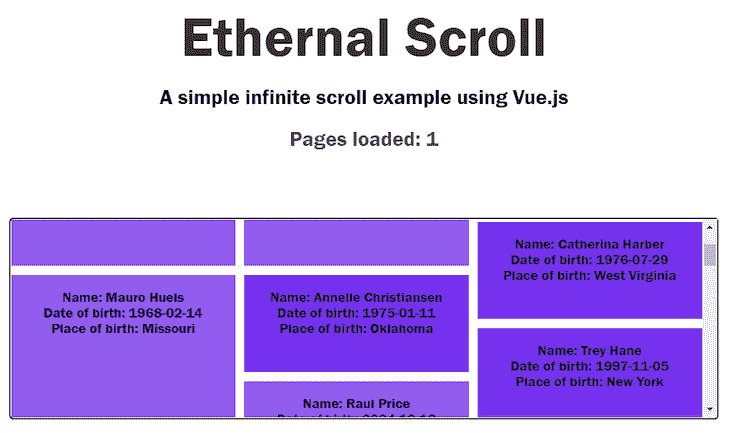 Ethernal Scroll
A simple infinite scroll example using Vue.js
Pages loaded: 1
Name: Mauro Huels
Date of birth: 1968-02-14
Place of birth: Missouri
Name: Annelle Christiansen
Date of birth: 1975-01-11
Place of birth: Oklahoma
Name: Raul Price
Name: Catherina Harber
Date of birth: 1976-07-29
Place of birth: West Virginia
Name: Trey Hane
Date of birth: 1997-11-05
Place of birth: New York